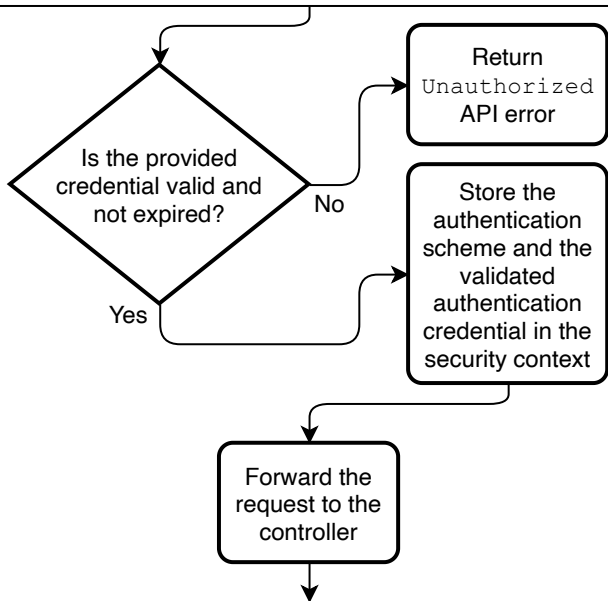 Return
Unauthorized
API error
Is the provided
credential valid and
not expired?
No
Yes
Store the
authentication
scheme and the
validated
authentication
credential in the
security context
Forward the
request to the
controller